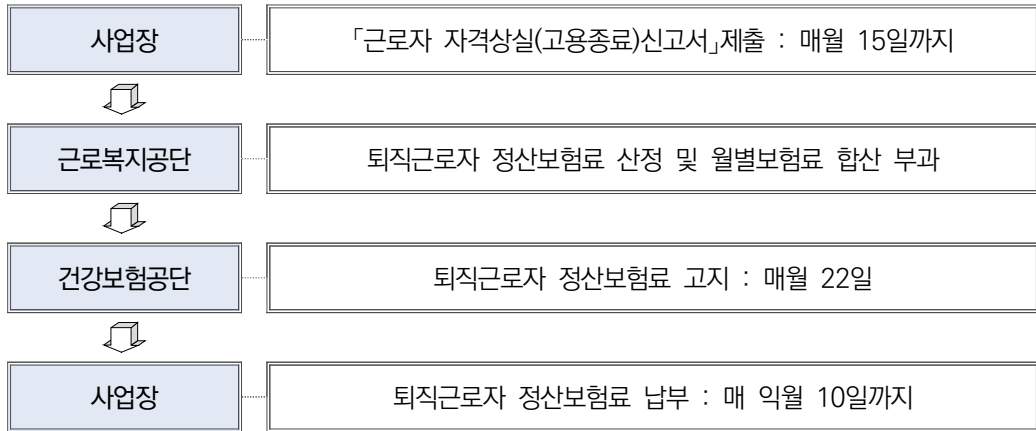 사업장
「근로자 자격상실(고용종료)신고서」제출 : 매월 15일까지
근로복지공단
퇴직근로자 정산보험료 산정 및 월별보험료 합산 부과
건강보험공단
퇴직근로자 정산보험료 고지 : 매월 22일
사업장
퇴직근로자 정산보험료 납부 : 매 익월 10일까지